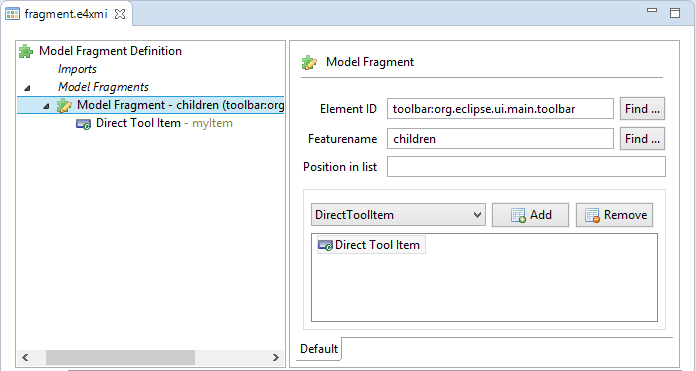 fragment.e4xmi
Model Fragment Definition
Imports
Model Fragments
Model Fragment - children (toolbar:org
Direct Tool Item - myItem
Model Fragment
Element ID toolbar:org.eclipse.ui.main.toolbar Find ...
Featurename children Find ...
Position in list
DirectToolItem Add Remove
Direct Tool Item
Default